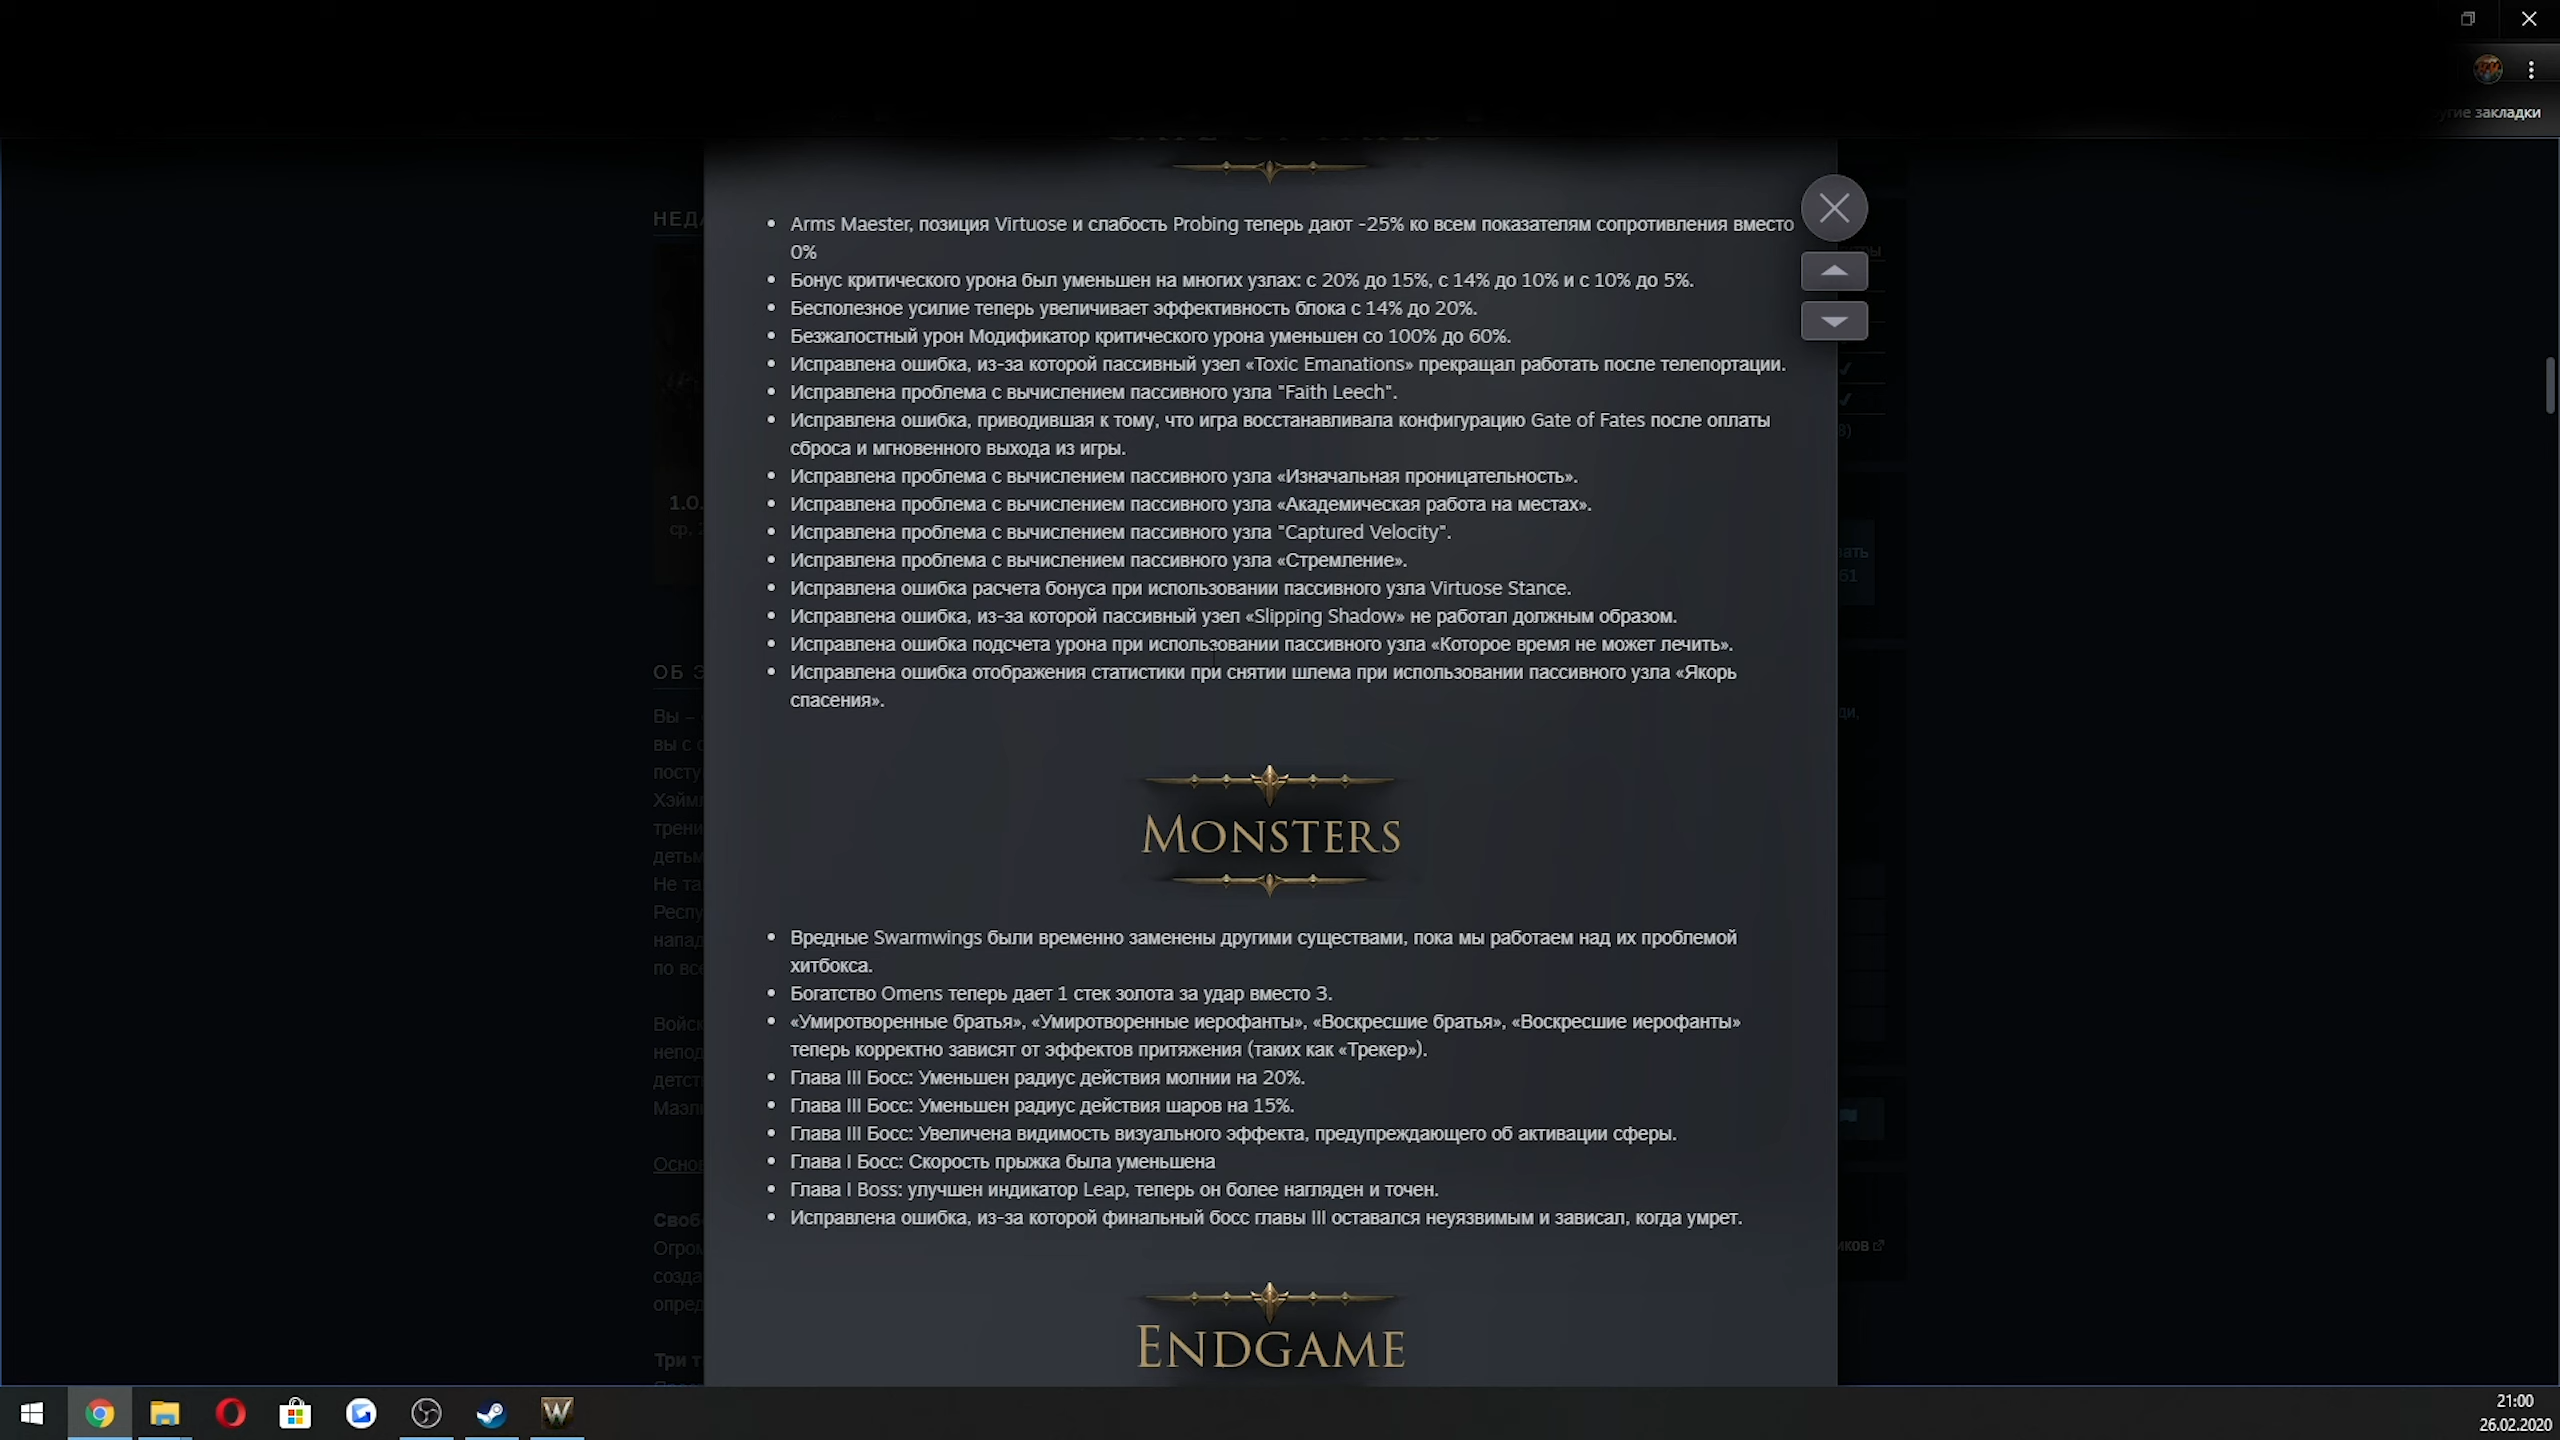 угие закладки
НЕДА
Arms Maester, позиция Virtuose и слабость Probing теперь дают -25% ко всем показателям сопротивления вместо
0%
Бонус критического урона был уменьшен на многих узлах: с 20% до 15%, с 14% до 10% и с 10% до 5%.
Бесполезное усилие теперь увеличивает эффективность блока с 14% до 20%.
Безжалостный урон Модификатор критического урона уменьшен со 100% до 60%.
Исправлена ошибка, из-за которой пассивный узел «Toxic Emanations» прекращал работать после телепортации.
Исправлена проблема с вычислением пассивного узла "Faith Leech".
Исправлена ошибка, приводившая к тому, что игра восстанавливала конфигурацию Gate of Fates после оплаты
сброса и мгновенного выхода из игры.
Исправлена проблема с вычислением пассивного узла «Изначальная проницательность».
Исправлена проблема с вычислением пассивного узла «Академическая работа на местах».
1.0.
Исправлена проблема с вычислением пассивного узла "Captured Velocity".
ср,
Исправлена проблема с вычислением пассивного узла «Стремление».
Исправлена ошибка расчета бонуса при использовании пассивного узла Virtuose Stance.
Исправлена ошибка, из-за которой пассивный узел «Slipping Shadow» не работал должным образом.
Исправлена ошибка подсчета урона при использовании пассивного узла «Которое время не может лечить».
Исправлена ошибка отображения статистики при снятии шлема при использовании пассивного узла «Якорь
спасения».
ОБ Э
Вы –
вы с
посту
Хэйм
трени
детьм
Не та
Респу
напад
по все
MONSTERS
Вредные Swarmwings были временно заменены другими существами, пока мы работаем над их проблемой
хитбокса.
Богатство Omens теперь дает 1 стек золота за удар вместо 3.
«Умиротворенные братья», «Умиротворенные иерофанты», «Воскресшие братья», «Воскресшие иерофанты»
теперь корректно зависят от эффектов притяжения (таких как «Трекер»).
Глава III Босс: Уменьшен радиус действия молнии на 20%.
Глава III Босс: Уменьшен радиус действия шаров на 15%.
Глава III Босс: Увеличена видимость визуального эффекта, предупреждающего об активации сферы.
Глава I Босс: Скорость прыжка была уменьшена
Глава I Boss: улучшен индикатор Leap, теперь он более нагляден и точен.
Исправлена ошибка, из-за которой финальный босс главы III оставался неуязвимым и зависал, когда умрет.
Войск
непод
детст
Маэл
Осно
Своб
Огром
созда
опред
Три т
иков
ENDGAME
21:00
26.02.2020